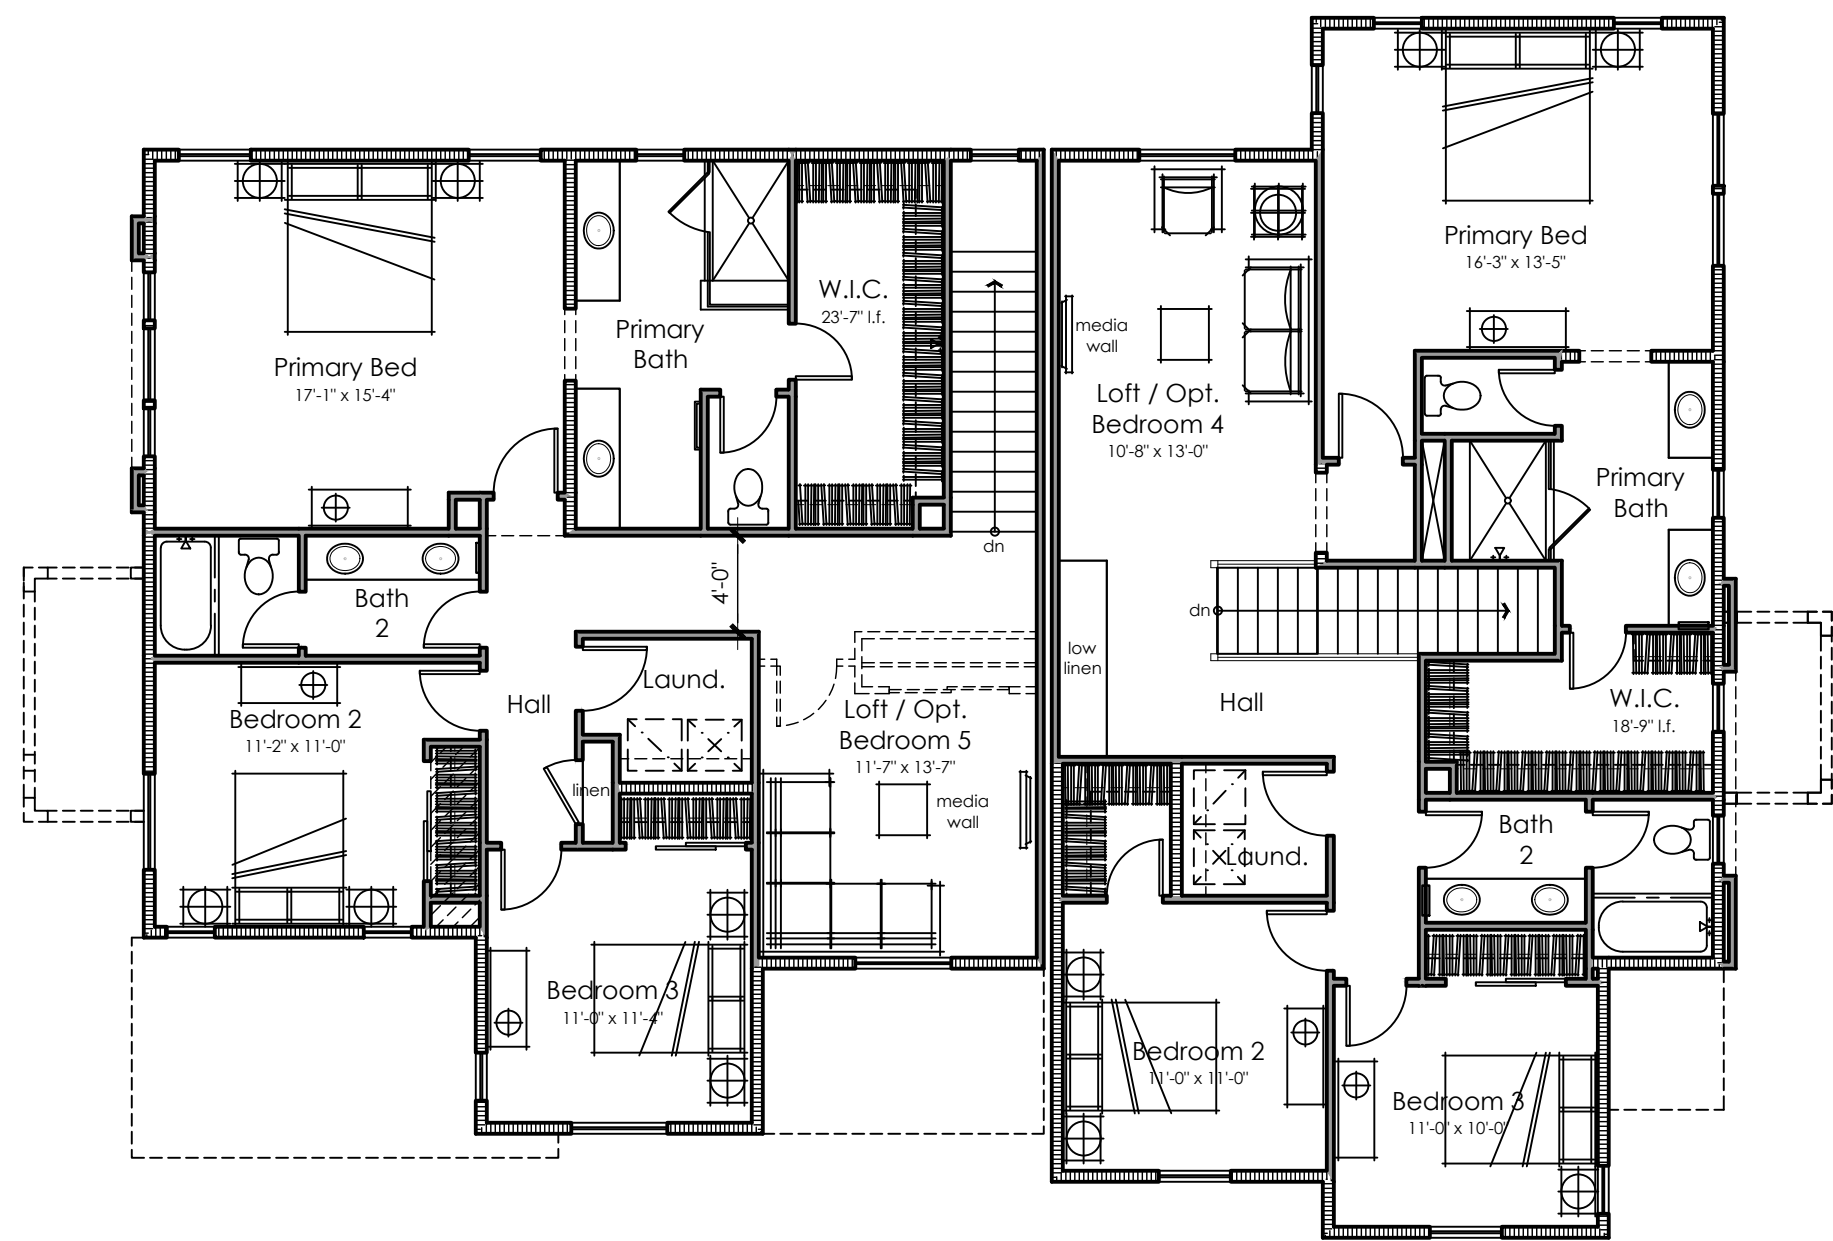 Primary Bed
17'-1" x 15'-4"
Primary
Bath
W.I.C.
23'-7" l.f.
dn
4'-0"
Bath
2
Bedroom 2
11'-2" x 11'-0"
Hall
Laund.
linen
Loft / Opt.
Bedroom 5
11'-7" x 13'-7"
media
wall
Bedroom 3
11'-0" x 11'-4"
Primary Bed
16'-3" x 13'-5"
media
wall
Loft / Opt.
Bedroom 4
10'-8" x 13'-0"
Primary
Bath
dn
low
linen
Hall
W.I.C.
18'-9" l.f.
Laund.
Bath
2
Bedroom 2
11'-0" x 11'-0"
Bedroom 3
11'-0" x 10'-0"